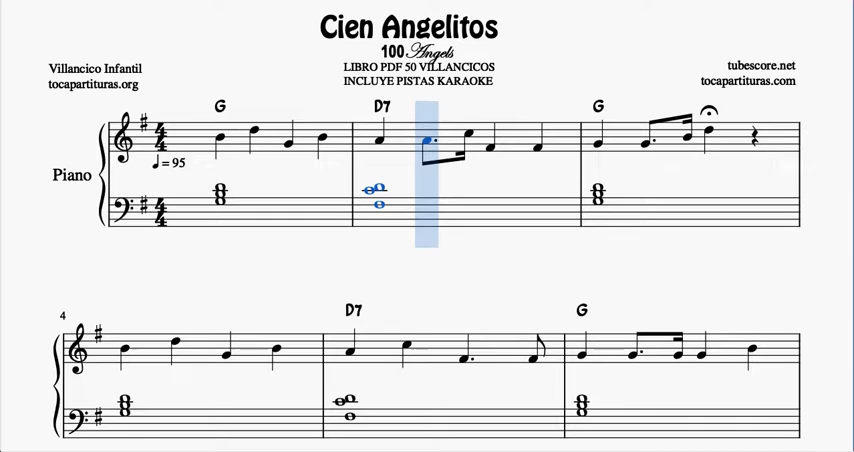 Cien Angelitos
100 Angels
Villancico Infantil
LIBRO PDF 50 VILLANCICOS
tubescore.net
tocapartituras.org
INCLUYE PISTAS KARAOKE
tocapartituras.com
G D7 G
♩ = 95
Piano
4
D7 G